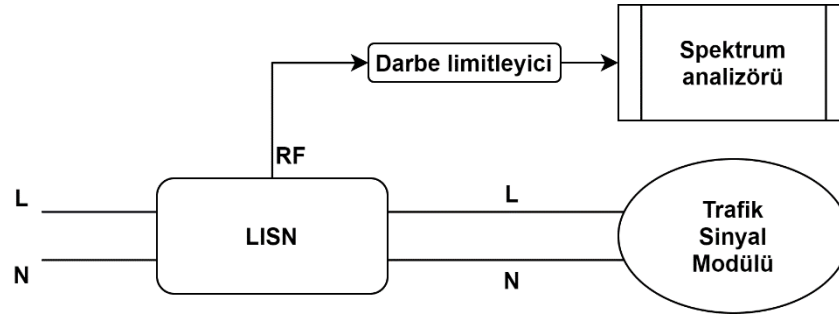 Darbe limitleyici
Spektrum
analizörü
RF
L
N
LISN
L
N
Trafik
Sinyal
Modülü